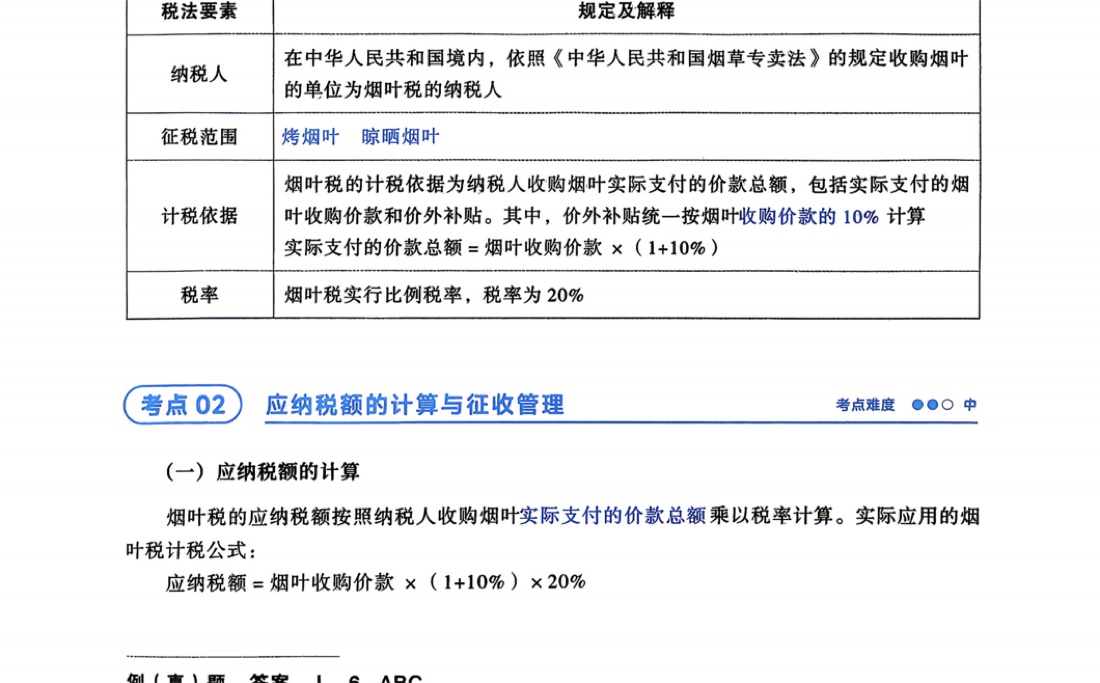 税法要素 规定及解释
纳税人 在中华人民共和国境内，依照《中华人民共和国烟草专卖法》的规定收购烟叶
的单位为烟叶税的纳税人
征税范围 烤烟叶 晾晒烟叶
计税依据 烟叶税的计税依据为纳税人收购烟叶实际支付的价款总额，包括实际支付的烟
叶收购价款和价外补贴。其中，价外补贴统一按烟叶收购价款的 10% 计算
实际支付的价款总额 = 烟叶收购价款 ×（1+10%）
税率 烟叶税实行比例税率，税率为 20%
考点 02 应纳税额的计算与征收管理 考点难度 ●●○ 中
（一）应纳税额的计算
烟叶税的应纳税额按照纳税人收购烟叶实际支付的价款总额乘以税率计算。实际应用的烟
叶税计税公式：
应纳税额 = 烟叶收购价款 ×（1+10%）× 20%